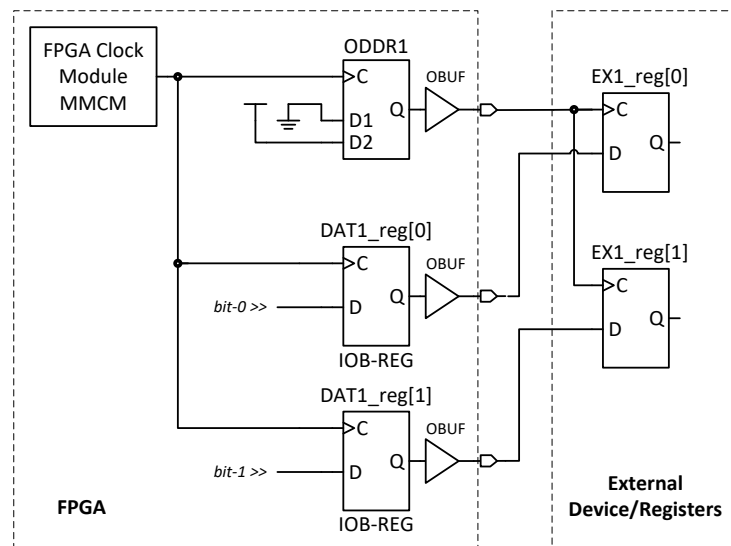 FPGA Clock
Module
MMCM
ODDR1
C
D1
D2
Q
OBUF
EX1_reg[0]
C
D
Q
DAT1_reg[0]
C
D
Q
OBUF
bit-0 >>
IOB-REG
EX1_reg[1]
C
D
Q
DAT1_reg[1]
C
D
Q
OBUF
bit-1 >>
IOB-REG
FPGA
External
Device/Registers